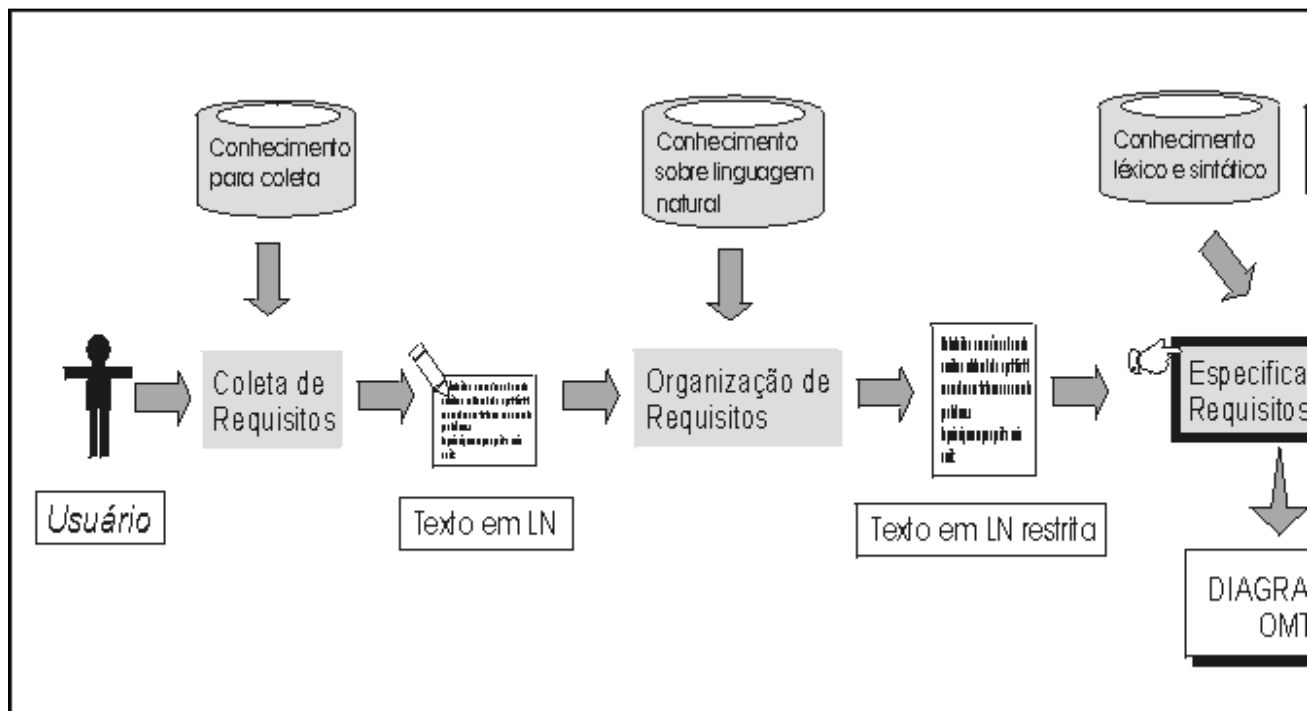 Conhecimento
para coleta
Conhecimento
sobre linguagem
natural
Conhecimento
léxico e sintático
Coleta de
Requisitos
Organização de
Requisitos
Especifica
Requisitos
Usuário
Texto em LN
Texto em LN restrita
DIAGRA
OMT